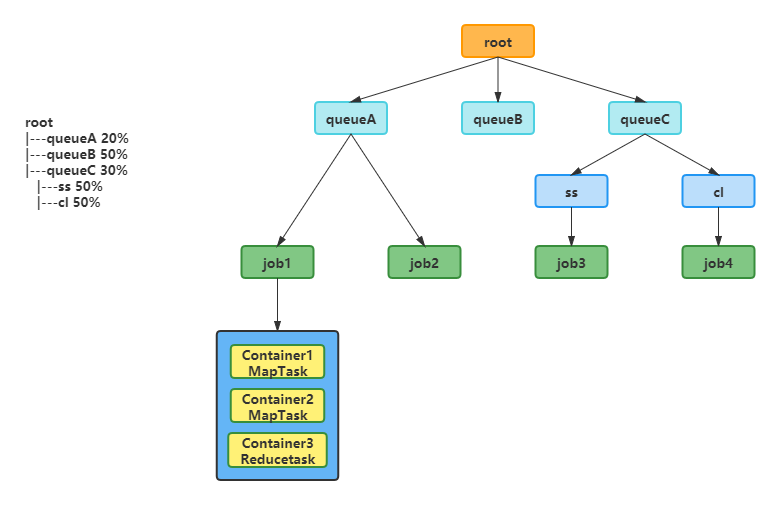 root
|---queueA 20%
|---queueB 50%
|---queueC 30%
|---ss 50%
|---cl 50%
root
queueA
queueB
queueC
ss
cl
job1
job2
job3
job4
Container1
MapTask
Container2
MapTask
Container3
Reducetask